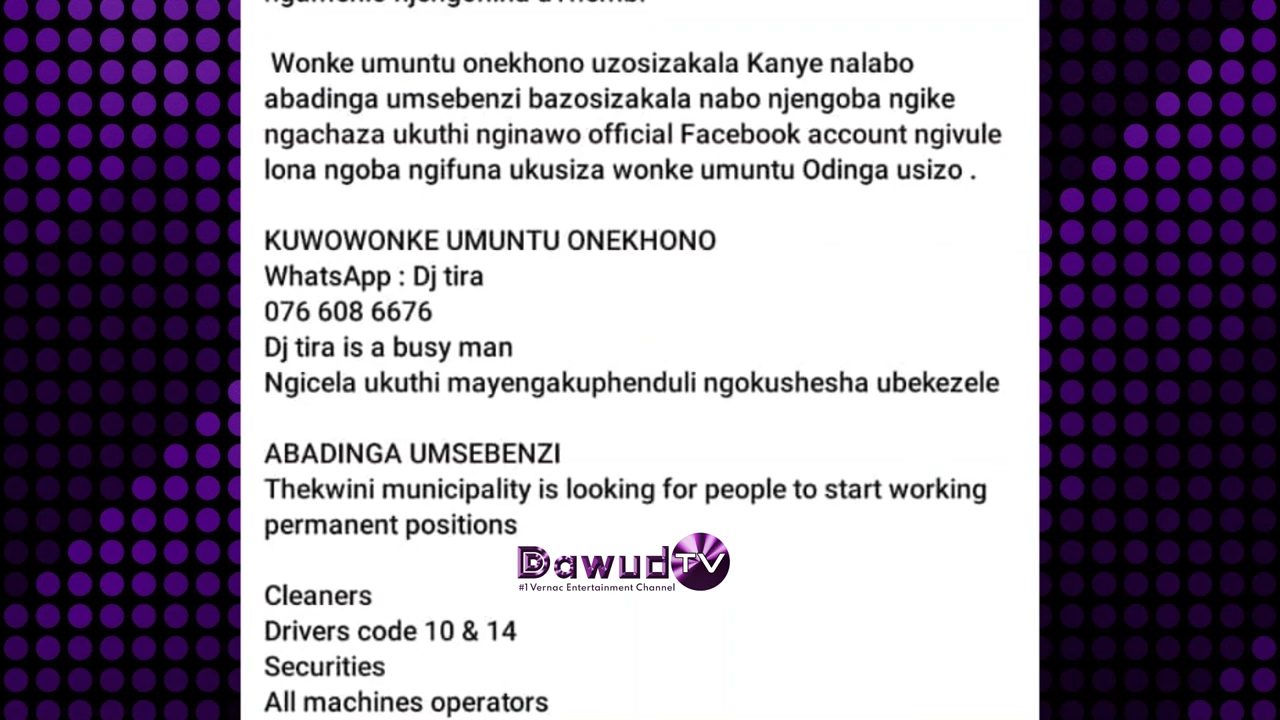 Wonke umuntu onekhono uzosizakala Kanye nalabo
abadinga umsebenzi bazosizakala nabo njengoba ngike
ngachaza ukuthi nginawo official Facebook account ngivule
lona ngoba ngifuna ukusiza wonke umuntu Odinga usizo .
KUWOWONKE UMUNTU ONEKHONO
WhatsApp : Dj tira
076 608 6676
Dj tira is a busy man
Ngicela ukuthi mayengakuphenduli ngokushesha ubekezele
ABADINGA UMSEBENZI
Thekwini municipality is looking for people to start working
permanent positions
DawudTV
#1 Vernac Entertainment Channel
Cleaners
Drivers code 10 & 14
Securities
All machines operators